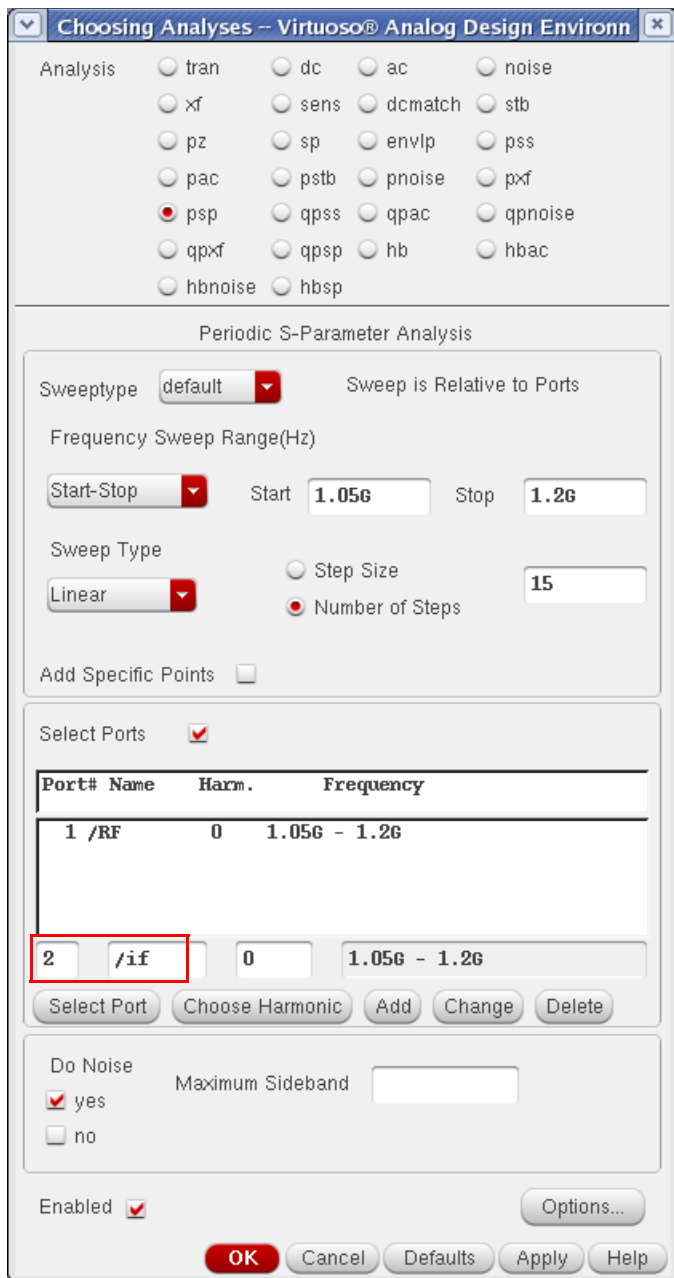 Choosing Analyses -- Virtuoso® Analog Design Environn
Analysis tran dc ac noise
xf sens dcmatch stb
pz sp envlp pss
pac pstb pnoise pxf
psp qpss qpac qpnoise
qpxf qpsp hb hbac
hbnoise hbsp
Periodic S-Parameter Analysis
Sweeptype default Sweep is Relative to Ports
Frequency Sweep Range(Hz)
Start-Stop Start 1.05G Stop 1.2G
Sweep Type
Linear
Step Size
Number of Steps
15
Add Specific Points
Select Ports
Port# Name Harm. Frequency
1 /RF 0 1.05G - 1.2G
2 /if 0 1.05G - 1.2G
Select Port Choose Harmonic Add Change Delete
Do Noise
yes
no
Maximum Sideband
Enabled Options...
OK Cancel Defaults Apply Help